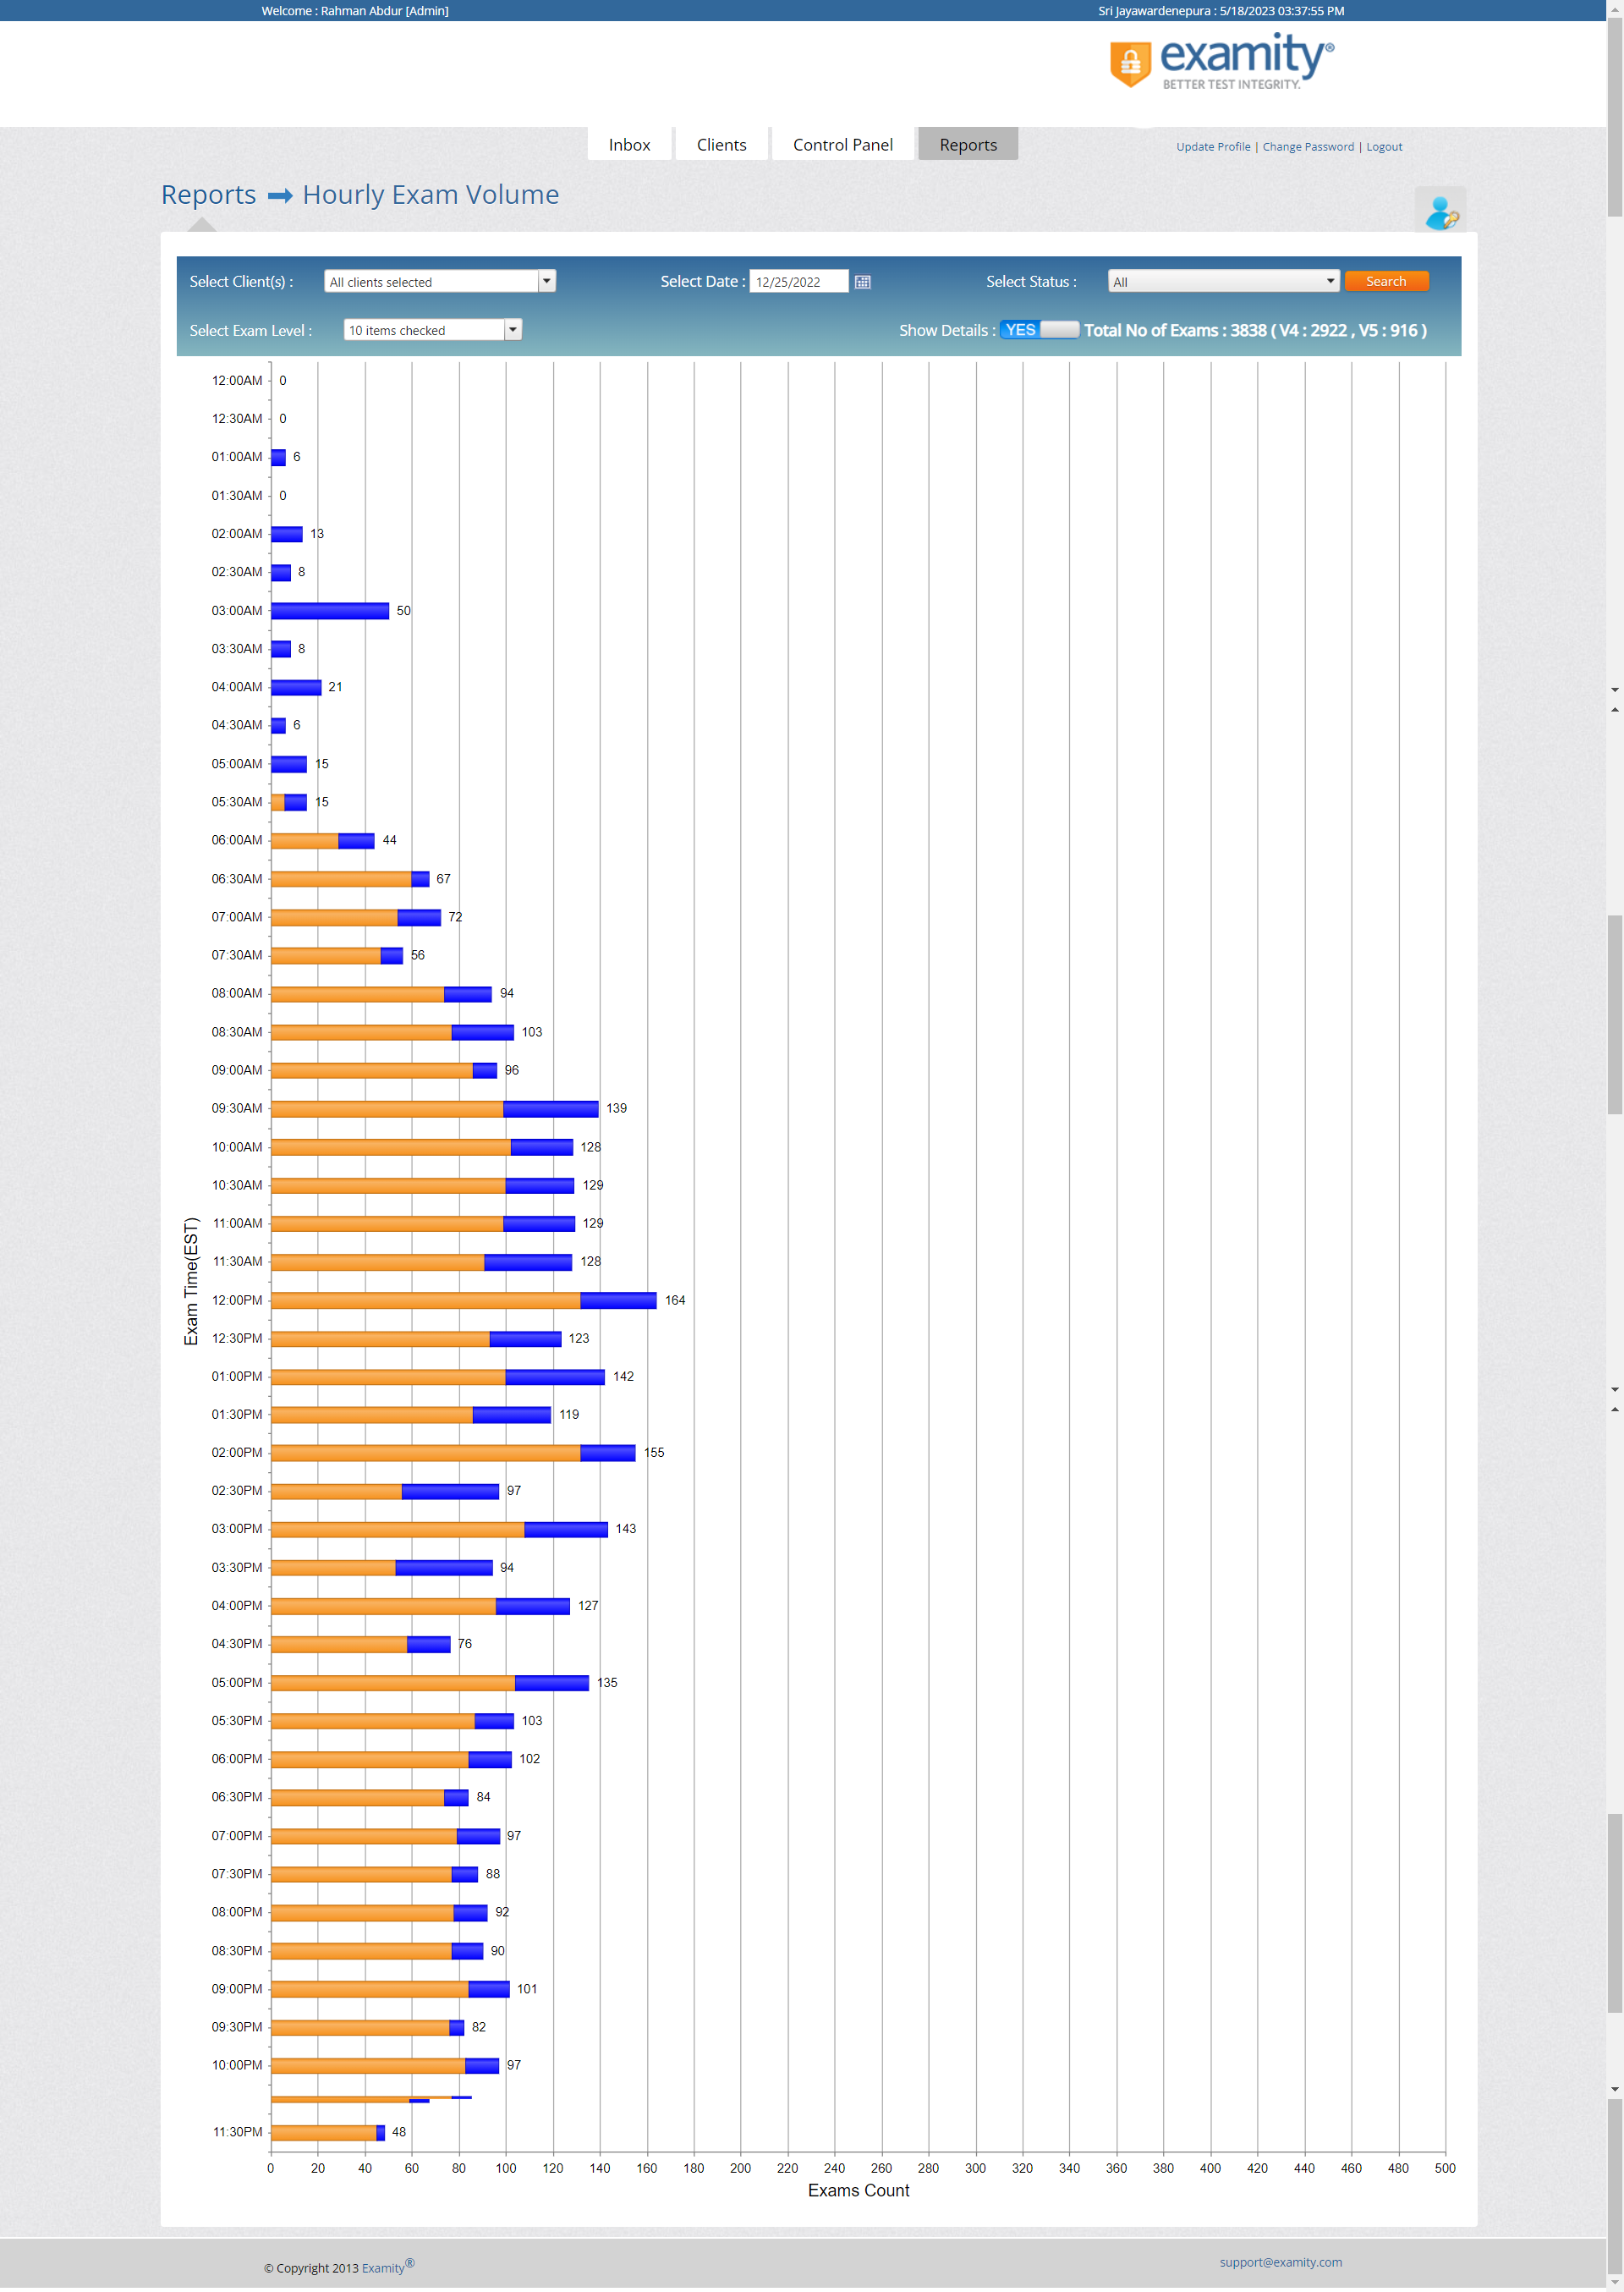 Welcome : Rahman Abdur [Admin]
Sri Jayawardenepura : 5/18/2023 03:37:55 PM
examity®
BETTER TEST INTEGRITY.
Inbox
Clients
Control Panel
Reports
Update Profile | Change Password | Logout
Reports ➡ Hourly Exam Volume
Select Client(s) : All clients selected
Select Date : 12/25/2022
Select Status : All
Search
Select Exam Level : 10 items checked
Show Details : YES
Total No of Exams : 3838 ( V4 : 2922 , V5 : 916 )
12:00AM 0
12:30AM 0
01:00AM 6
01:30AM 0
02:00AM 13
02:30AM 8
03:00AM 50
03:30AM 8
04:00AM 21
04:30AM 6
05:00AM 15
05:30AM 15
06:00AM 44
06:30AM 67
07:00AM 72
07:30AM 56
08:00AM 94
08:30AM 103
09:00AM 96
09:30AM 139
10:00AM 128
10:30AM 129
11:00AM 129
11:30AM 128
12:00PM 164
12:30PM 123
01:00PM 142
01:30PM 119
02:00PM 155
02:30PM 97
03:00PM 143
03:30PM 94
04:00PM 127
04:30PM 76
05:00PM 135
05:30PM 103
06:00PM 102
06:30PM 84
07:00PM 97
07:30PM 88
08:00PM 92
08:30PM 90
09:00PM 101
09:30PM 82
10:00PM 97
11:30PM 48
Exam Time(EST)
0 20 40 60 80 100 120 140 160 180 200 220 240 260 280 300 320 340 360 380 400 420 440 460 480 500
Exams Count
© Copyright 2013 Examity®
support@examity.com